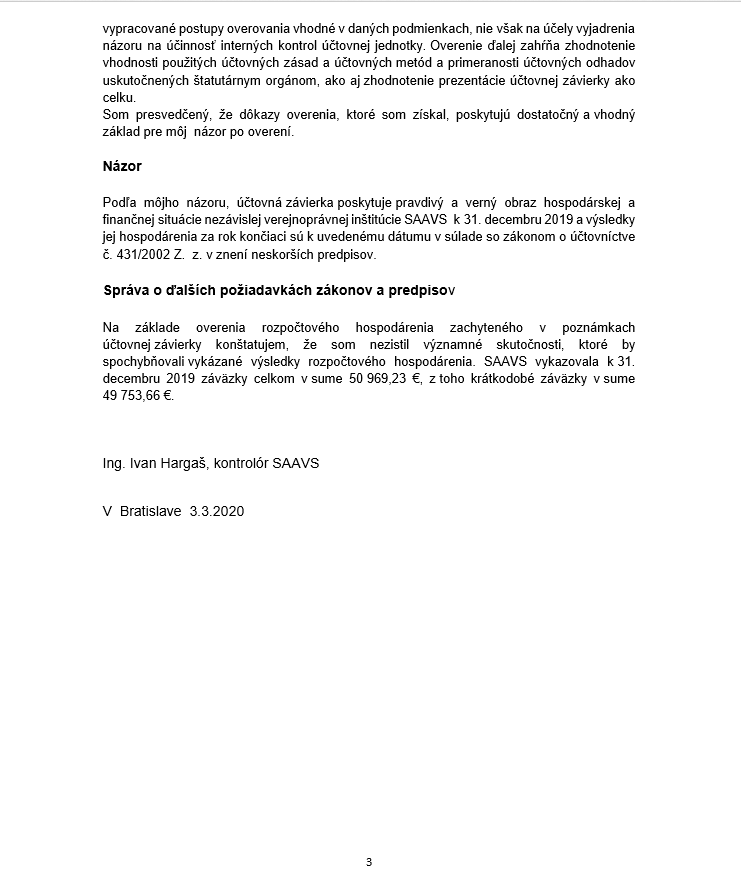 vypracované postupy overovania vhodné v daných podmienkach, nie však na účely vyjadrenia
názoru na účinnosť interných kontrol účtovnej jednotky. Overenie ďalej zahŕňa zhodnotenie
vhodnosti použitých účtovných zásad a účtovných metód a primeranosti účtovných odhadov
uskutočnených štatutárnym orgánom, ako aj zhodnotenie prezentácie účtovnej závierky ako
celku.
Som presvedčený, že dôkazy overenia, ktoré som získal, poskytujú dostatočný a vhodný
základ pre môj názor po overení.
Názor
Podľa môjho názoru, účtovná závierka poskytuje pravdivý a verný obraz hospodárskej a
finančnej situácie nezávislej verejnoprávnej inštitúcie SAAVS k 31. decembru 2019 a výsledky
jej hospodárenia za rok končiaci sú k uvedenému dátumu v súlade so zákonom o účtovníctve
č. 431/2002 Z. z. v znení neskorších predpisov.
Správa o ďalších požiadavkách zákonov a predpisov
Na základe overenia rozpočtového hospodárenia zachyteného v poznámkach
účtovnej závierky konštatujem, že som nezistil významné skutočnosti, ktoré by
spochybňovali vykázané výsledky rozpočtového hospodárenia. SAAVS vykazovala k 31.
decembru 2019 záväzky celkom v sume 50 969,23 €, z toho krátkodobé záväzky v sume
49 753,66 €.
Ing. Ivan Hargaš, kontrolór SAAVS
V Bratislave 3.3.2020
3